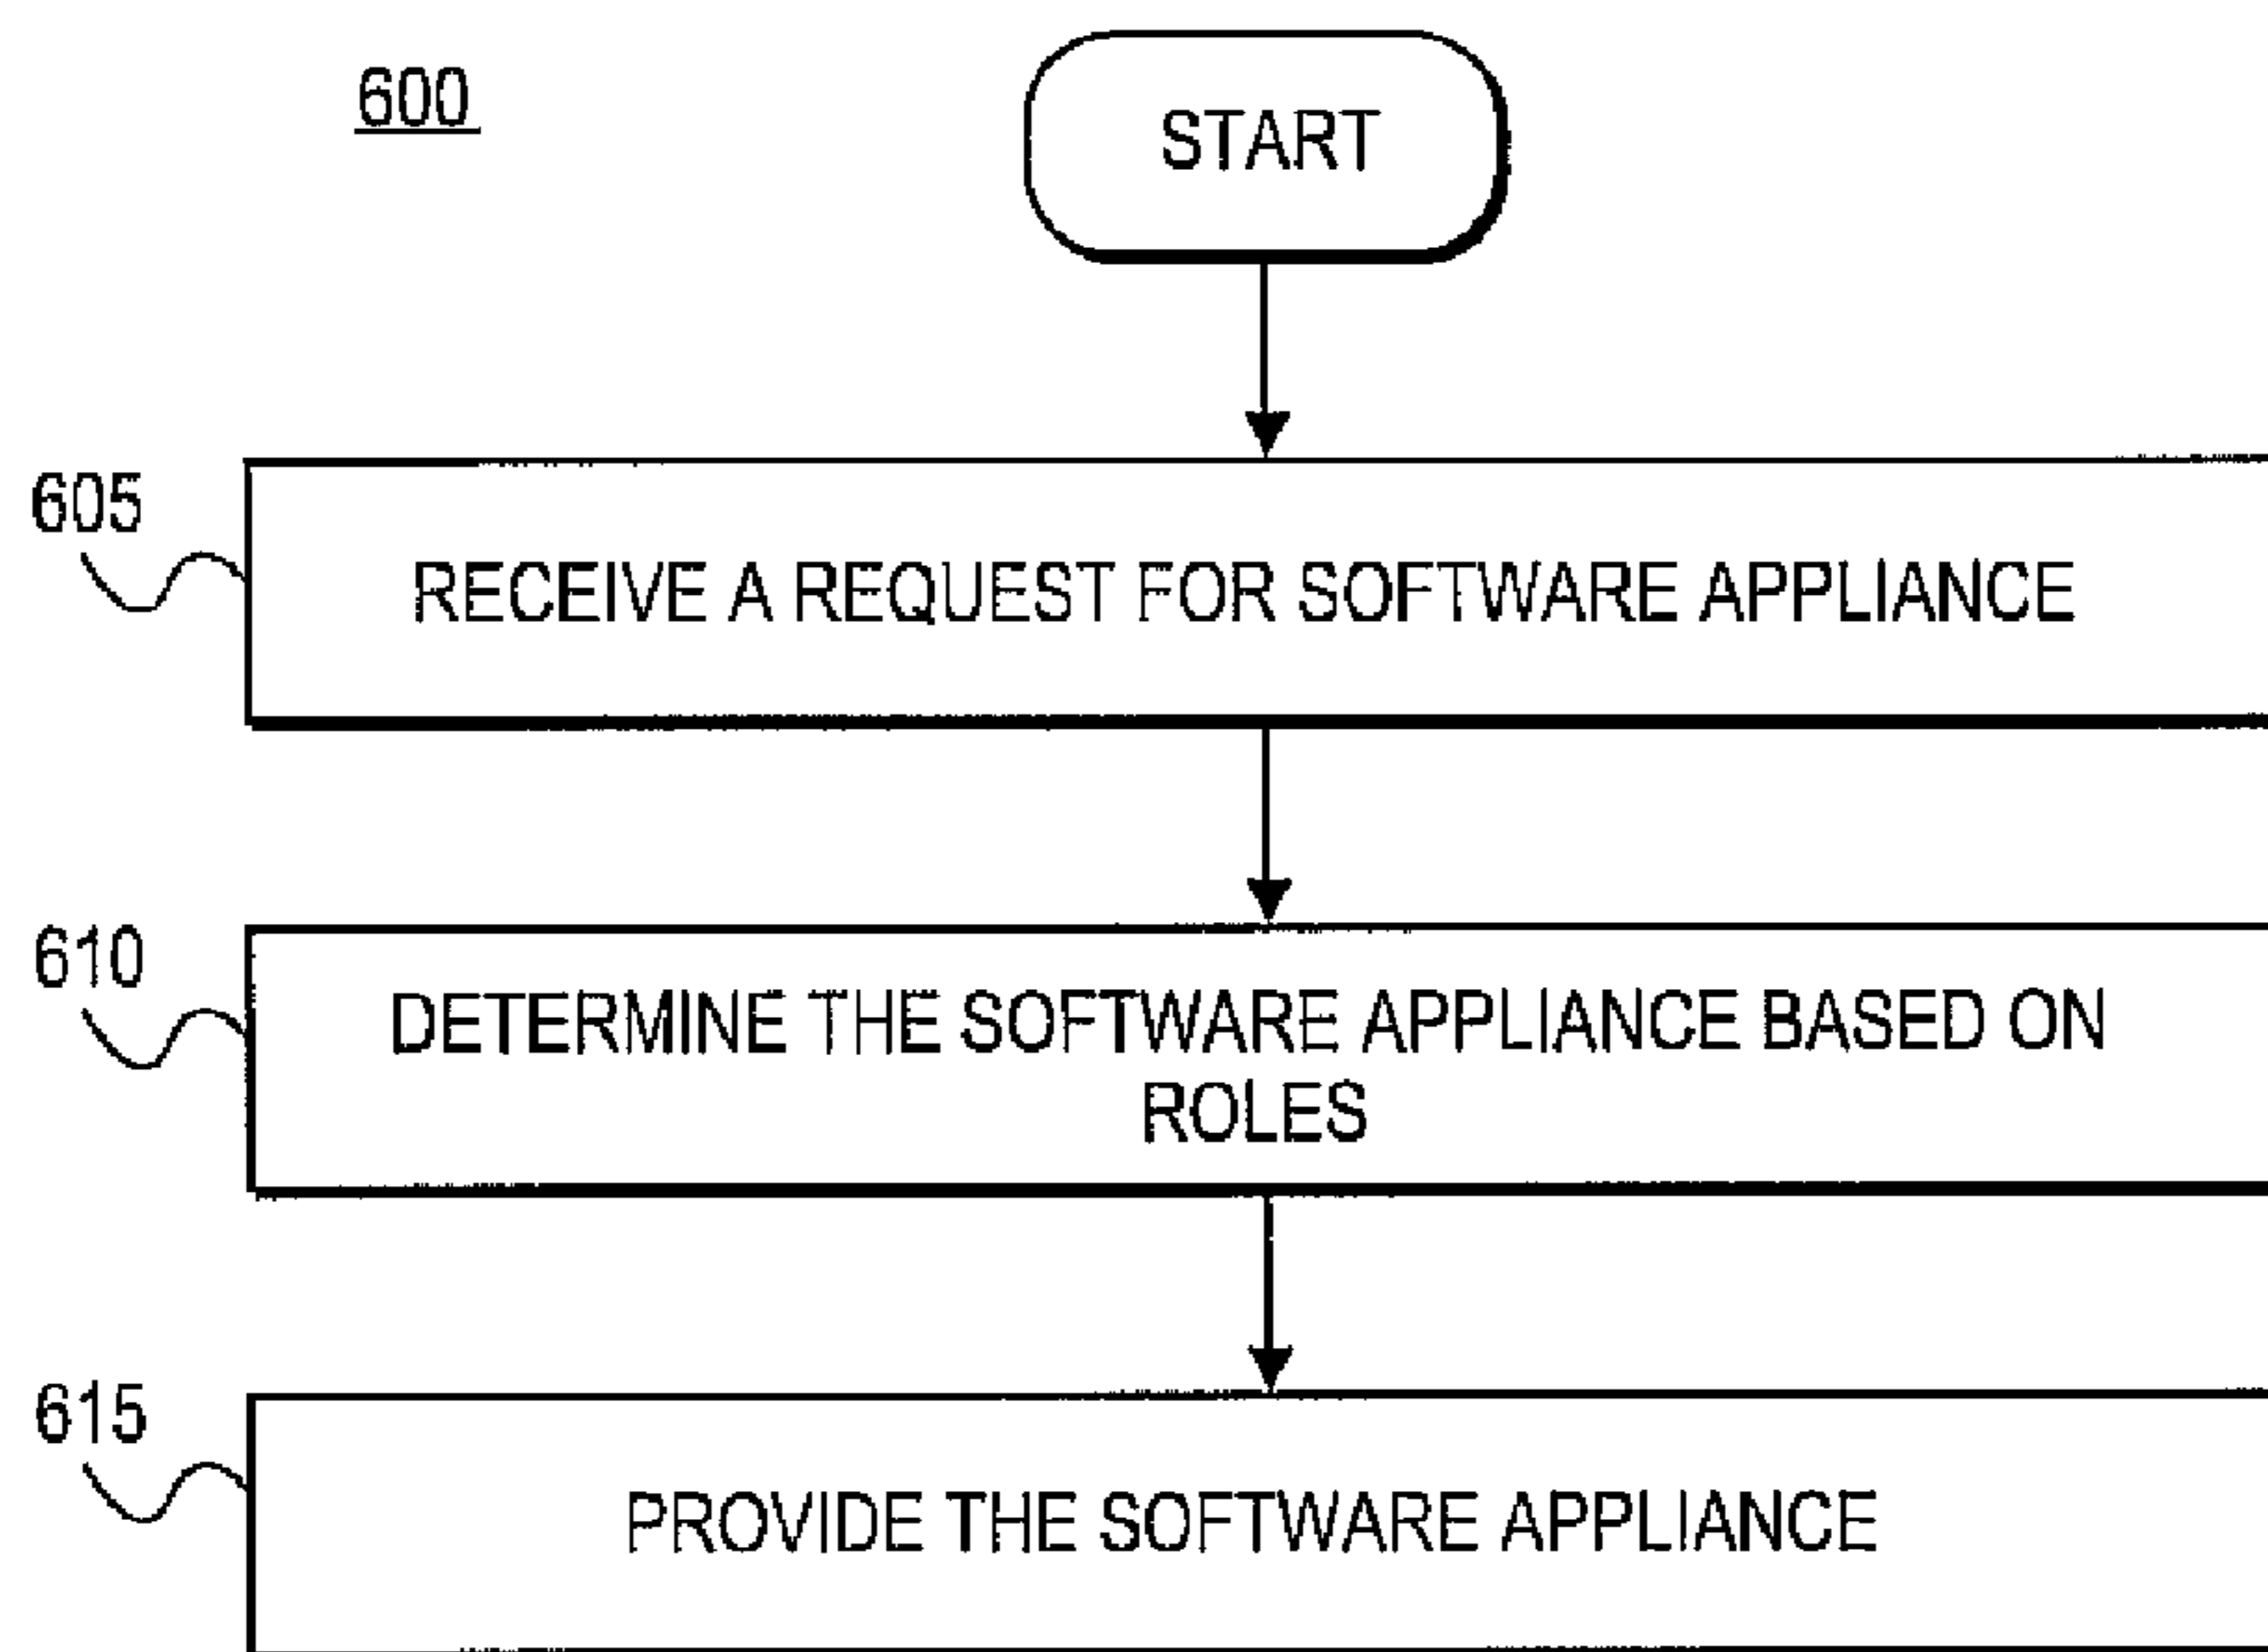 600
START
605
RECEIVE A REQUEST FOR SOFTWARE APPLIANCE
610
DETERMINE THE SOFTWARE APPLIANCE BASED ON
ROLES
615
PROVIDE THE SOFTWARE APPLIANCE